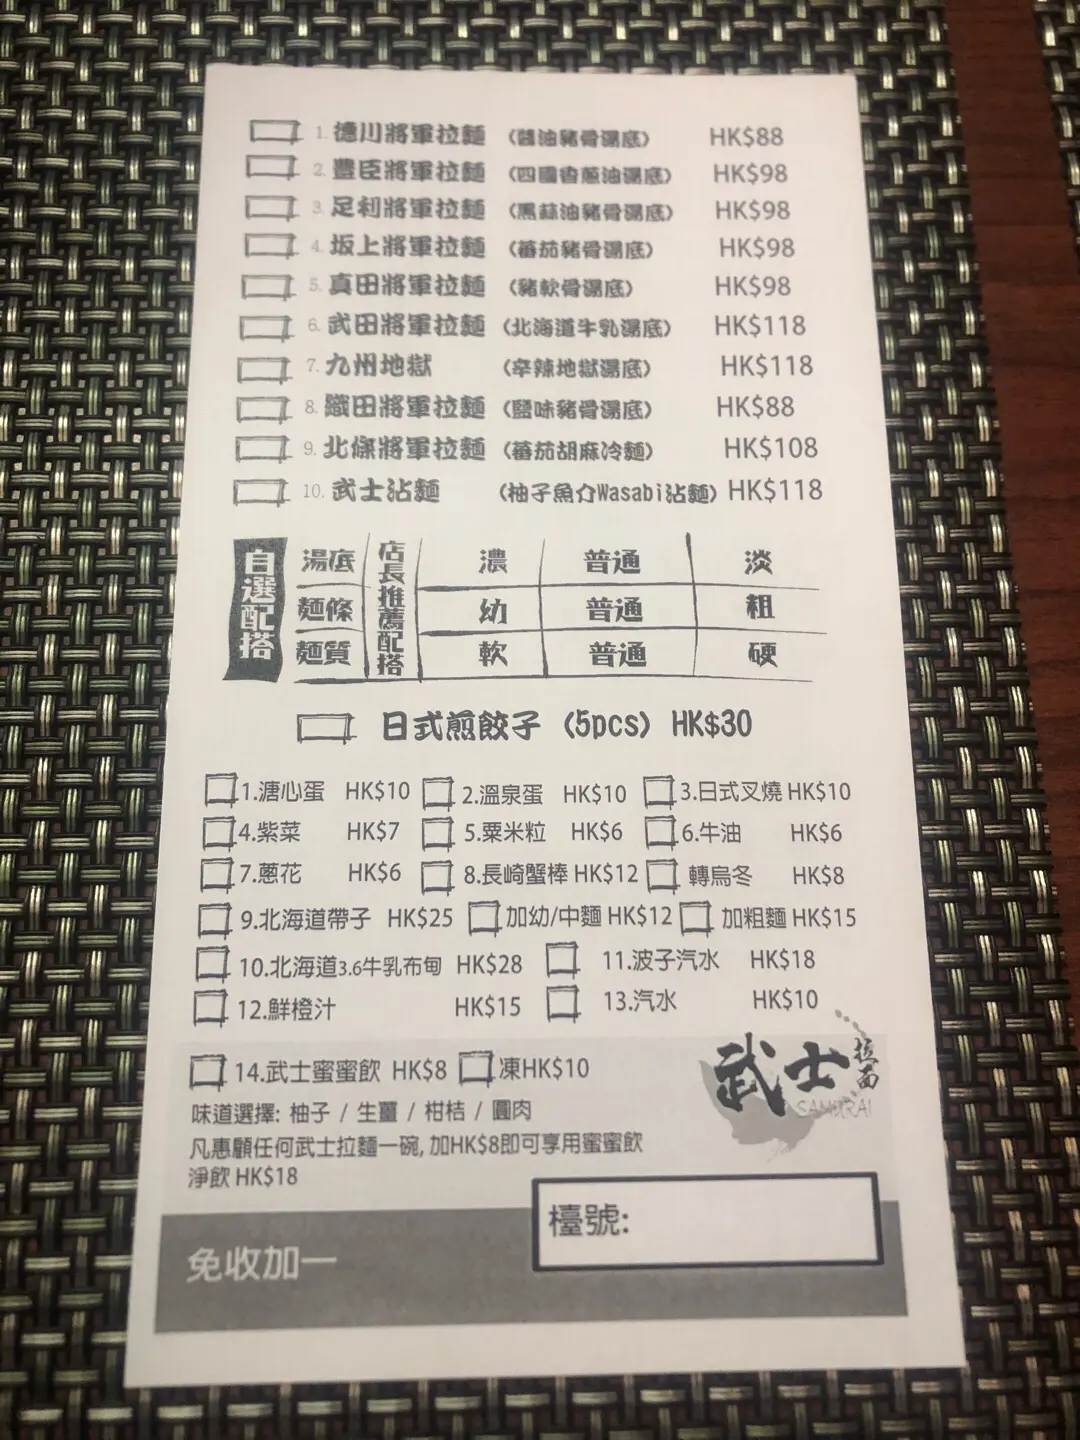 1. 德川將軍拉麵 (醬油豬骨湯底) HK$88
2. 豐臣將軍拉麵 (四國香蔥油湯底) HK$98
3. 足利將軍拉麵 (黑蒜油豬骨湯底) HK$98
4. 坂上將軍拉麵 (蕃茄豬骨湯底) HK$98
5. 真田將軍拉麵 (豬軟骨湯底) HK$98
6. 武田將軍拉麵 (北海道牛乳湯底) HK$118
7. 九州地獄 (辛辣地獄湯底) HK$118
8. 織田將軍拉麵 (鹽味豬骨湯底) HK$88
9. 北條將軍拉麵 (蕃茄胡麻冷麵) HK$108
10. 武士沾麵 (柚子魚介Wasabi沾麵) HK$118
自選配搭
店長推薦配搭
湯底 濃 普通 淡
麵條 幼 普通 粗
麵質 軟 普通 硬
日式煎餃子 (5pcs) HK$30
1.溏心蛋 HK$10 2.溫泉蛋 HK$10 3.日式叉燒 HK$10
4.紫菜 HK$7 5.粟米粒 HK$6 6.牛油 HK$6
7.蔥花 HK$6 8.長崎蟹棒 HK$12 轉烏冬 HK$8
9.北海道帶子 HK$25 加幼/中麵 HK$12 加粗麵 HK$15
10.北海道3.6牛乳布甸 HK$28 11.波子汽水 HK$18
12.鮮橙汁 HK$15 13.汽水 HK$10
14.武士蜜蜜飲 HK$8 凍HK$10
味道選擇: 柚子 / 生薑 / 柑桔 / 圓肉
凡惠顧任何武士拉麵一碗, 加HK$8即可享用蜜蜜飲
淨飲 HK$18
武士拉面
SAMURAI
檯號:
免收加一